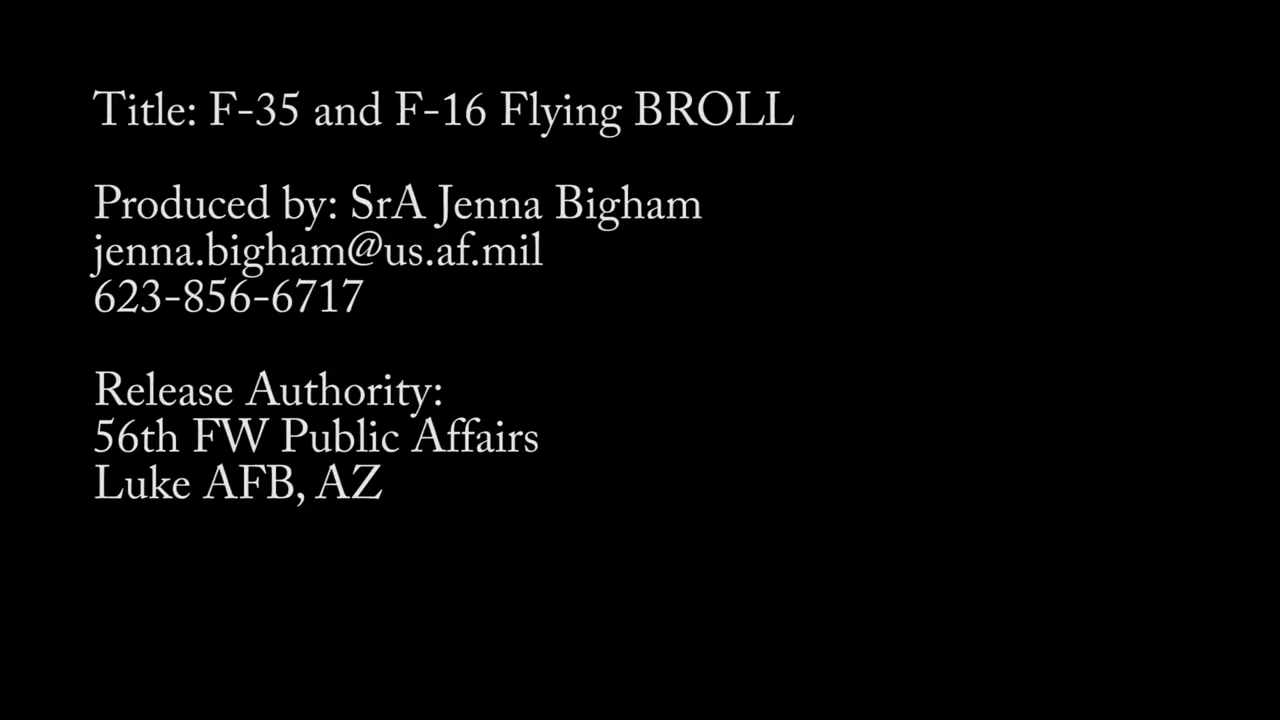 Title: F-35 and F-16 Flying BROLL
Produced by: SrA Jenna Bigham
jenna.bigham@us.af.mil
623-856-6717
Release Authority:
56th FW Public Affairs
Luke AFB, AZ